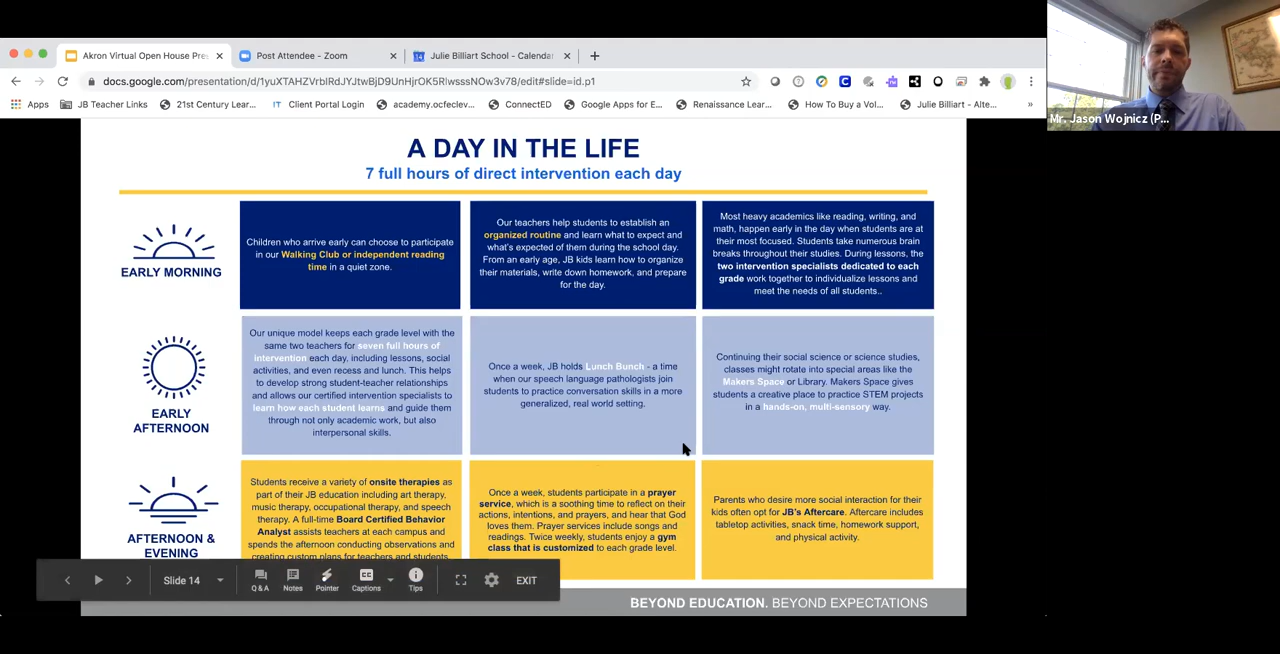 Akron Virtual Open House Pre
Post Attendee - Zoom
Julie Billiart School - Calenda
docs.google.com/presentation/d/1yuXTAHZVrblRdJYJtwBjD9UnHjrOK5RlwssNOw3v78/edit#slide=id.p1
Apps
JB Teacher Links
21st Century Lear...
Client Portal Login
academy.ocfeclev...
ConnectED
Google Apps for E...
Renaissance Lear...
How To Buy a Vol...
Julie Billiart - Alte...
»
Mr. Jason Wojnicz (P...
A DAY IN THE LIFE
7 full hours of direct intervention each day
EARLY MORNING
Children who arrive early can choose to participate
in our Walking Club or independent reading
time in a quiet zone.
Our teachers help students to establish an
organized routine and learn what to expect and
what's expected of them during the school day.
From an early age, JB kids learn how to organize
their materials, write down homework, and prepare
for the day.
Most heavy academics like reading, writing, and
math, happen early in the day when students are at
their most focused. Students take numerous brain
breaks throughout their studies. During lessons, the
two intervention specialists dedicated to each
grade work together to individualize lessons and
meet the needs of all students..
EARLY
AFTERNOON
Our unique model keeps each grade level with the
same two teachers for seven full hours of
intervention each day, including lessons, social
activities, and even recess and lunch. This helps
to develop strong student-teacher relationships
and allows our certified intervention specialists to
learn how each student learns and guide them
through not only academic work, but also
interpersonal skills.
Once a week, JB holds Lunch Bunch - a time
when our speech language pathologists join
students to practice conversation skills in a more
generalized, real world setting.
Continuing their social science or science studies,
classes might rotate into special areas like the
Makers Space or Library. Makers Space gives
students a creative place to practice STEM projects
in a hands-on, multi-sensory way.
AFTERNOON &
EVENING
Students receive a variety of onsite therapies as
part of their JB education including art therapy,
music therapy, occupational therapy, and speech
therapy. A full-time Board Certified Behavior
Analyst assists teachers at each campus and
spends the afternoon conducting observations and
creating custom plans for teachers and students.
Once a week, students participate in a prayer
service, which is a soothing time to reflect on their
actions, intentions, and prayers, and hear that God
loves them. Prayer services include songs and
readings. Twice weekly, students enjoy a gym
class that is customized to each grade level.
Parents who desire more social interaction for their
kids often opt for JB's Aftercare. Aftercare includes
tabletop activities, snack time, homework support,
and physical activity.
Slide 14
Q & A
Notes
Pointer
Captions
Tips
EXIT
BEYOND EDUCATION. BEYOND EXPECTATIONS